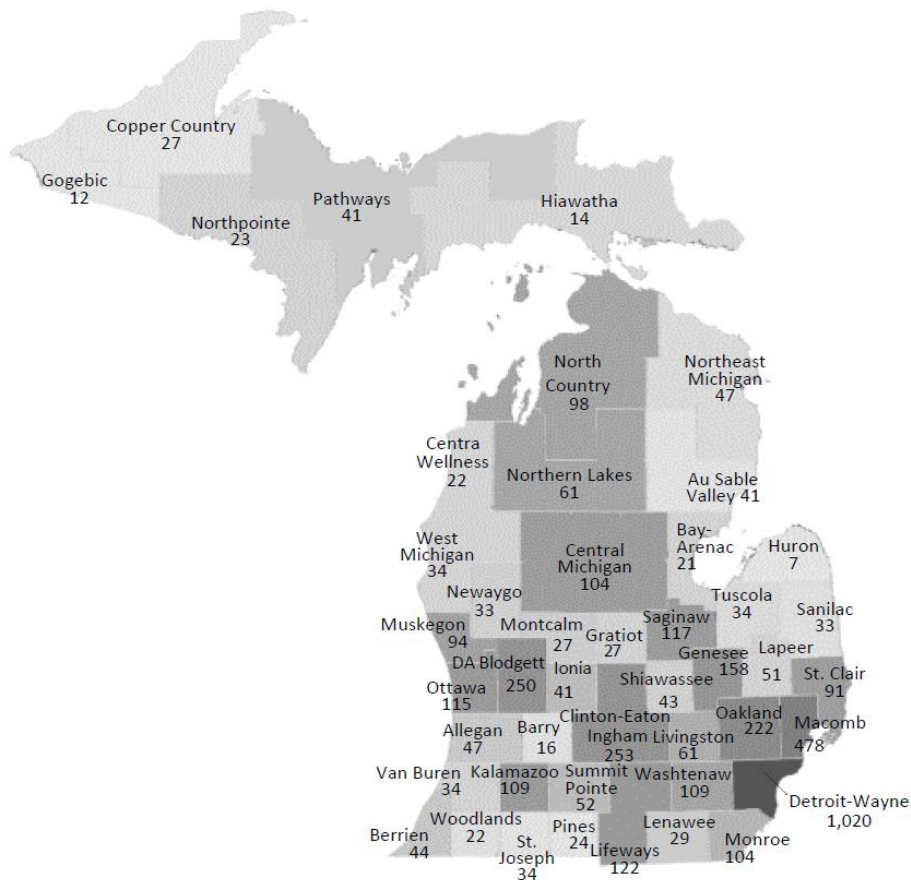 Copper Country
27
Gogebic
12
Northpointe
23
Pathways
41
Hiawatha
14
North
Country
98
Northeast
Michigan
47
Centra
Wellness
22
Northern Lakes
61
Au Sable
Valley 41
West
Michigan
34
Central
Michigan
104
Bay-
Arenac
21
Huron
7
Newaygo
33
Tuscola
34
Sanilac
33
Muskegon
94
Montcalm
27
Gratiot
27
Saginaw
117
Genesee
158
Lapeer
51
St. Clair
91
DA Blodgett
250
Ionia
41
Shiawassee
43
Ottawa
115
Clinton-Eaton
Ingham
253
Livingston
61
Oakland
222
Macomb
478
Allegan
47
Barry
16
Van Buren
34
Kalamazoo
109
Summit
Pointe
52
Washtenaw
109
Detroit-Wayne
1,020
Berrien
44
Woodlands
22
St.
Joseph
34
Pines
24
Lifeways
122
Lenawee
29
Monroe
104